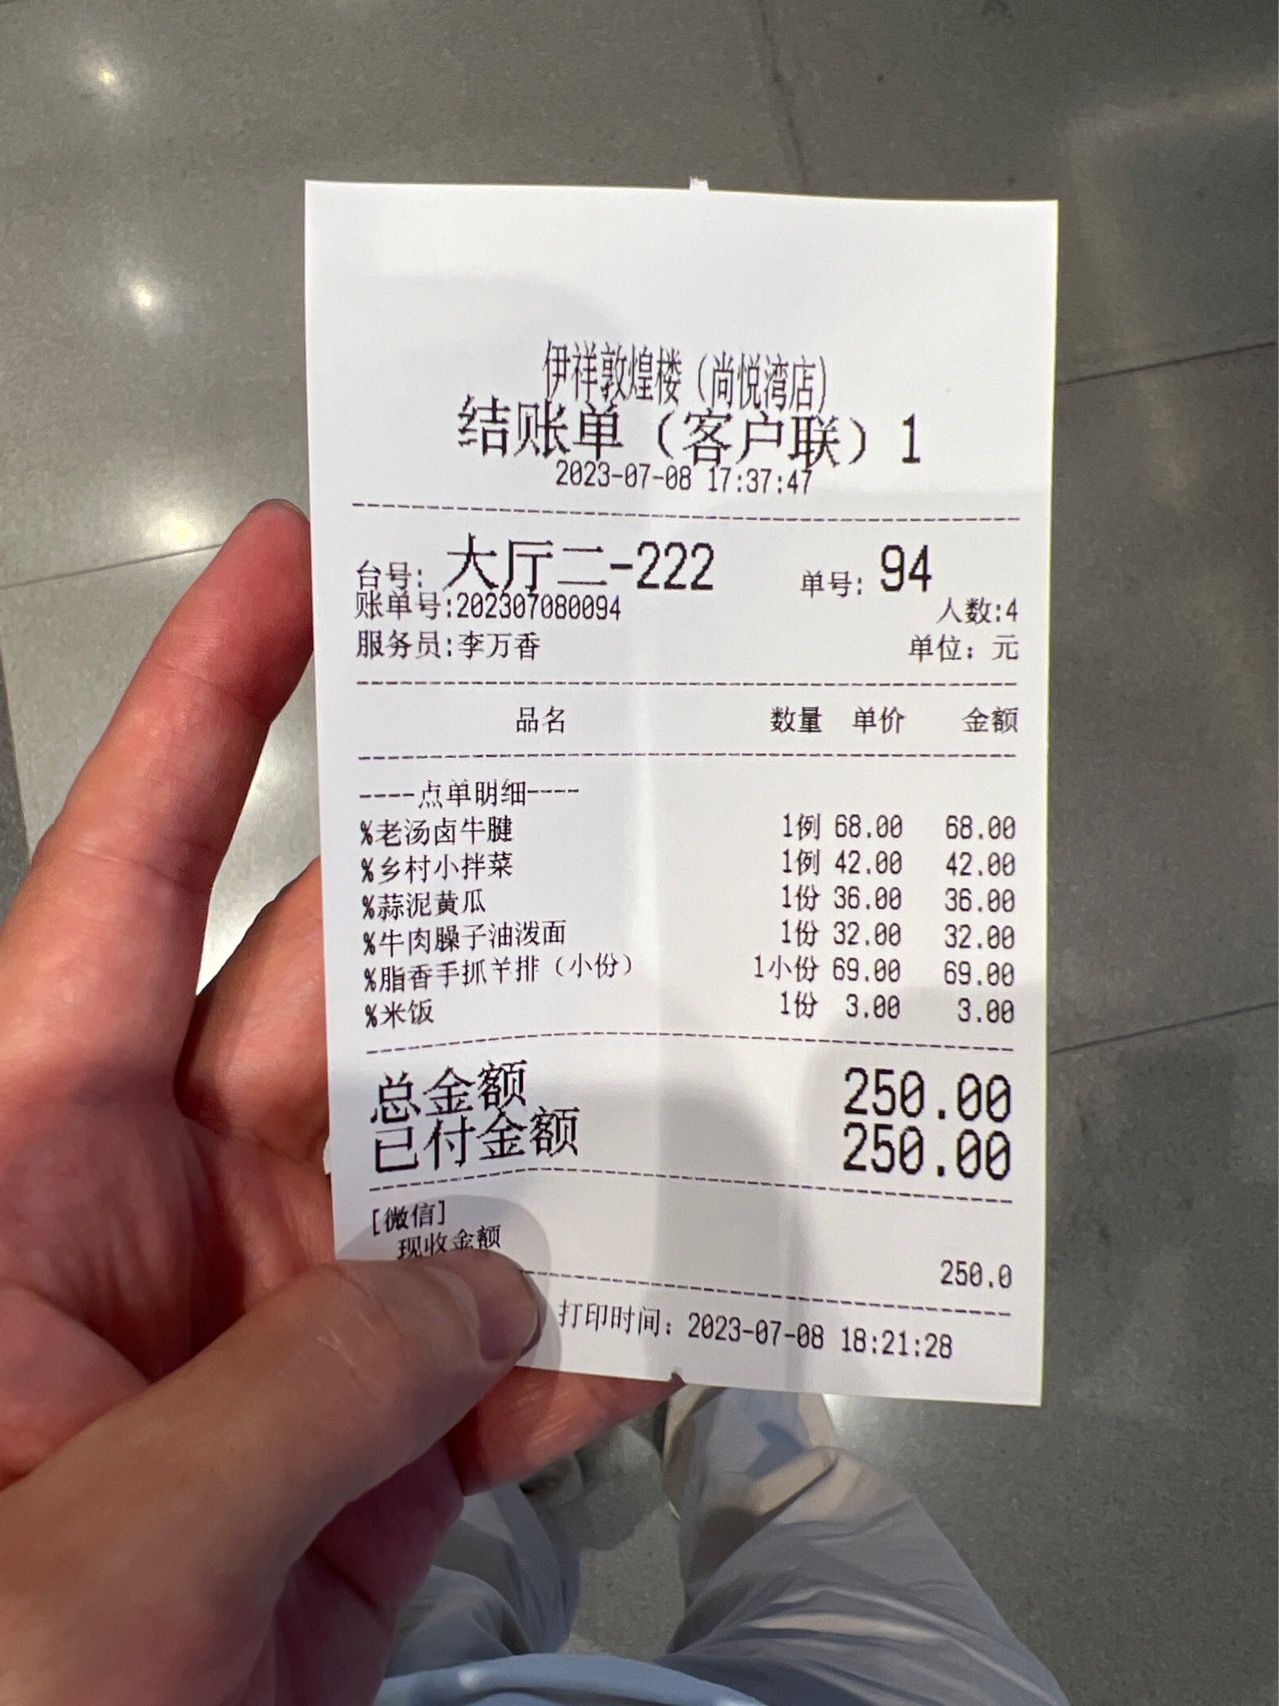 伊祥敦煌楼（尚悦湾店）
结账单（客户联）1
2023-07-08 17:37:47
台号: 大厅二-222 单号: 94
账单号:202307080094 人数:4
服务员:李万香 单位: 元
品名 数量 单价 金额
----点单明细----
%老汤卤牛腱 1例 68.00 68.00
%乡村小拌菜 1例 42.00 42.00
%蒜泥黄瓜 1份 36.00 36.00
%牛肉臊子油泼面 1份 32.00 32.00
%脂香手抓羊排（小份） 1小份 69.00 69.00
%米饭 1份 3.00 3.00
总金额 250.00
已付金额 250.00
[微信]
现收金额 250.0
打印时间: 2023-07-08 18:21:28